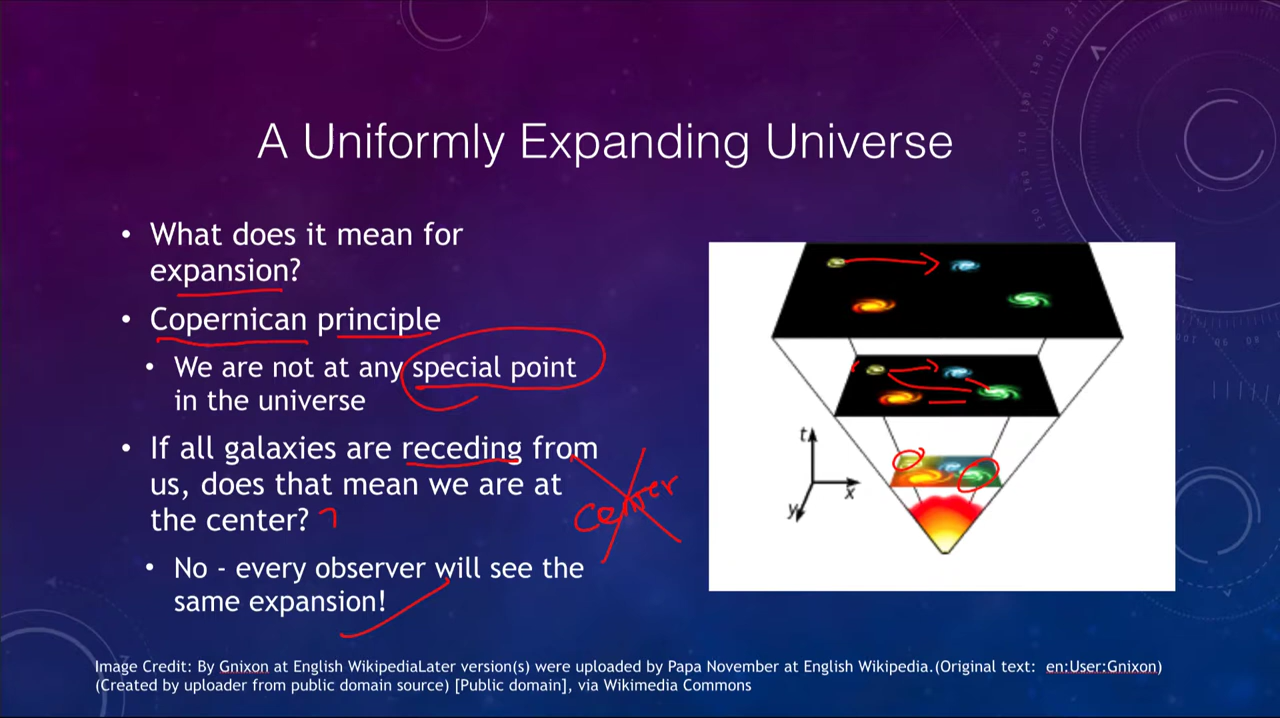 A Uniformly Expanding Universe
• What does it mean for
expansion?
• Copernican principle
• We are not at any special point
in the universe
• If all galaxies are receding from
us, does that mean we are at
the center? ?
center
• No - every observer will see the
same expansion!
t
x
y
Image Credit: By Gnixon at English WikipediaLater version(s) were uploaded by Papa November at English Wikipedia.(Original text: en:User:Gnixon)
(Created by uploader from public domain source) [Public domain], via Wikimedia Commons